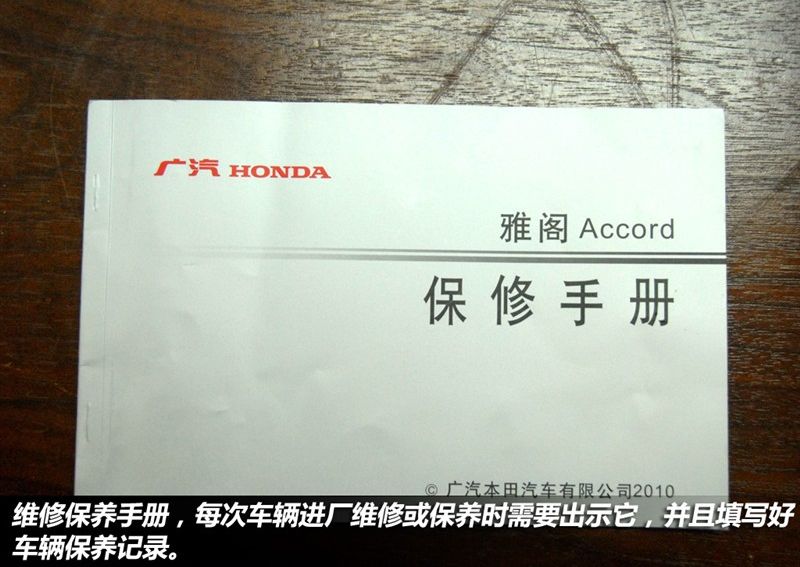 广汽 HONDA
雅阁 Accord
保修手册
© 广汽本田汽车有限公司2010
维修保养手册，每次车辆进厂维修或保养时需要出示它，并且填写好
车辆保养记录。